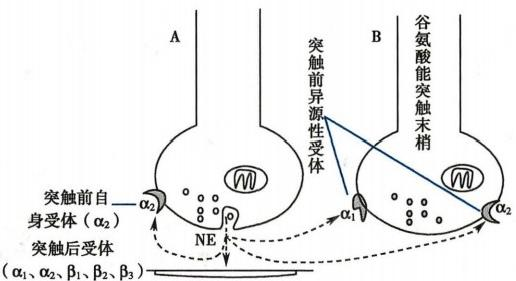 A
B
突触前异源性受体
谷氨酸能突触末梢
突触前自
身受体(α₂)
α₂
α₁
α₂
NE
突触后受体
(α₁、α₂、β₁、β₂、β₃)